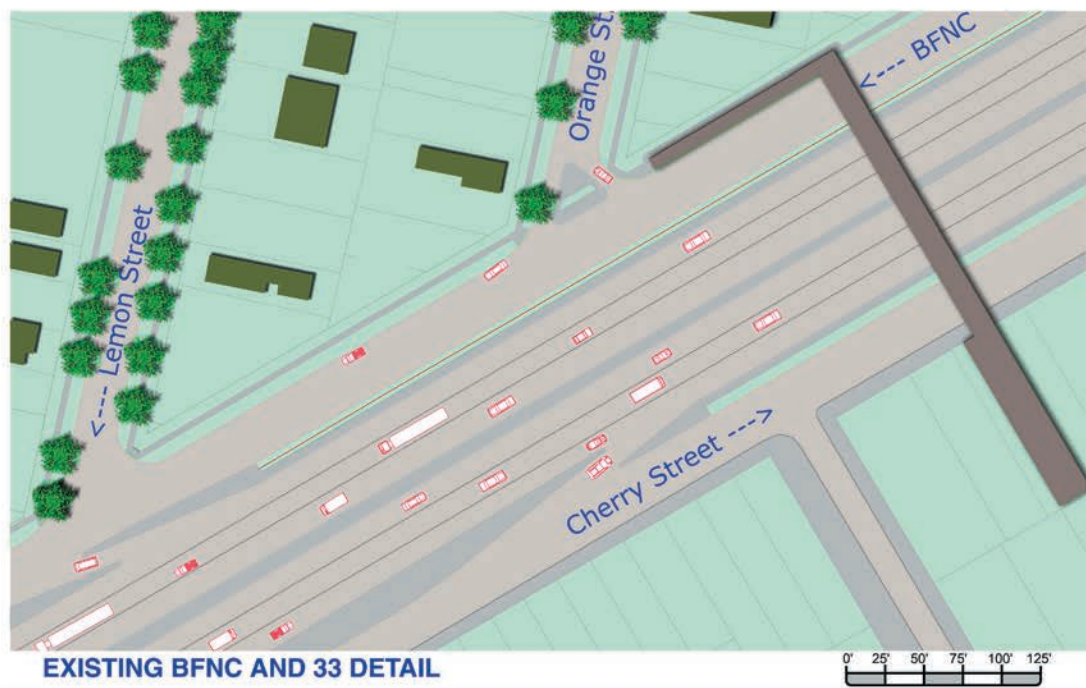 Orange St.
<--- BFNC
<--- Lemon Street
Cherry Street --->
EXISTING BFNC AND 33 DETAIL
0' 25' 50' 75' 100' 125'